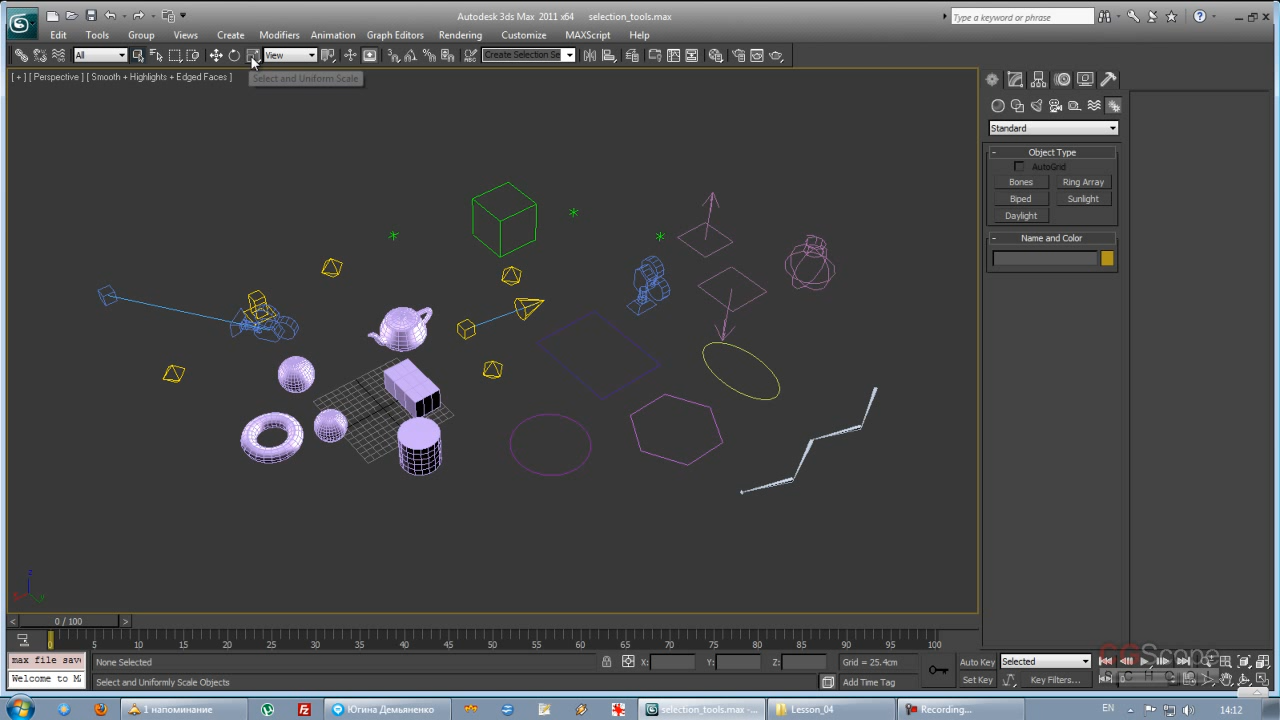 Autodesk 3ds Max 2011 x64 selection_tools.max
Type a keyword or phrase
Edit Tools Group Views Create Modifiers Animation Graph Editors Rendering Customize MAXScript Help
All View Create Selection Se
[ + ] [ Perspective ] [ Smooth + Highlights + Edged Faces ]
Select and Uniform Scale
Standard
- Object Type
AutoGrid
Bones Ring Array
Biped Sunlight
Daylight
- Name and Color
z
x y
< 0 / 100 >
0 5 10 15 20 25 30 35 40 45 50 55 60 65 70 75 80 85 90 95 100
max file save
None Selected X: Y: Z: Grid = 25.4cm Auto Key Selected
Welcome to M
Select and Uniformly Scale Objects Add Time Tag Set Key Key Filters...
CGScope
1 напоминание Югина Демьяненко selection_tools.max -... Lesson_04 Recording... EN 14:12